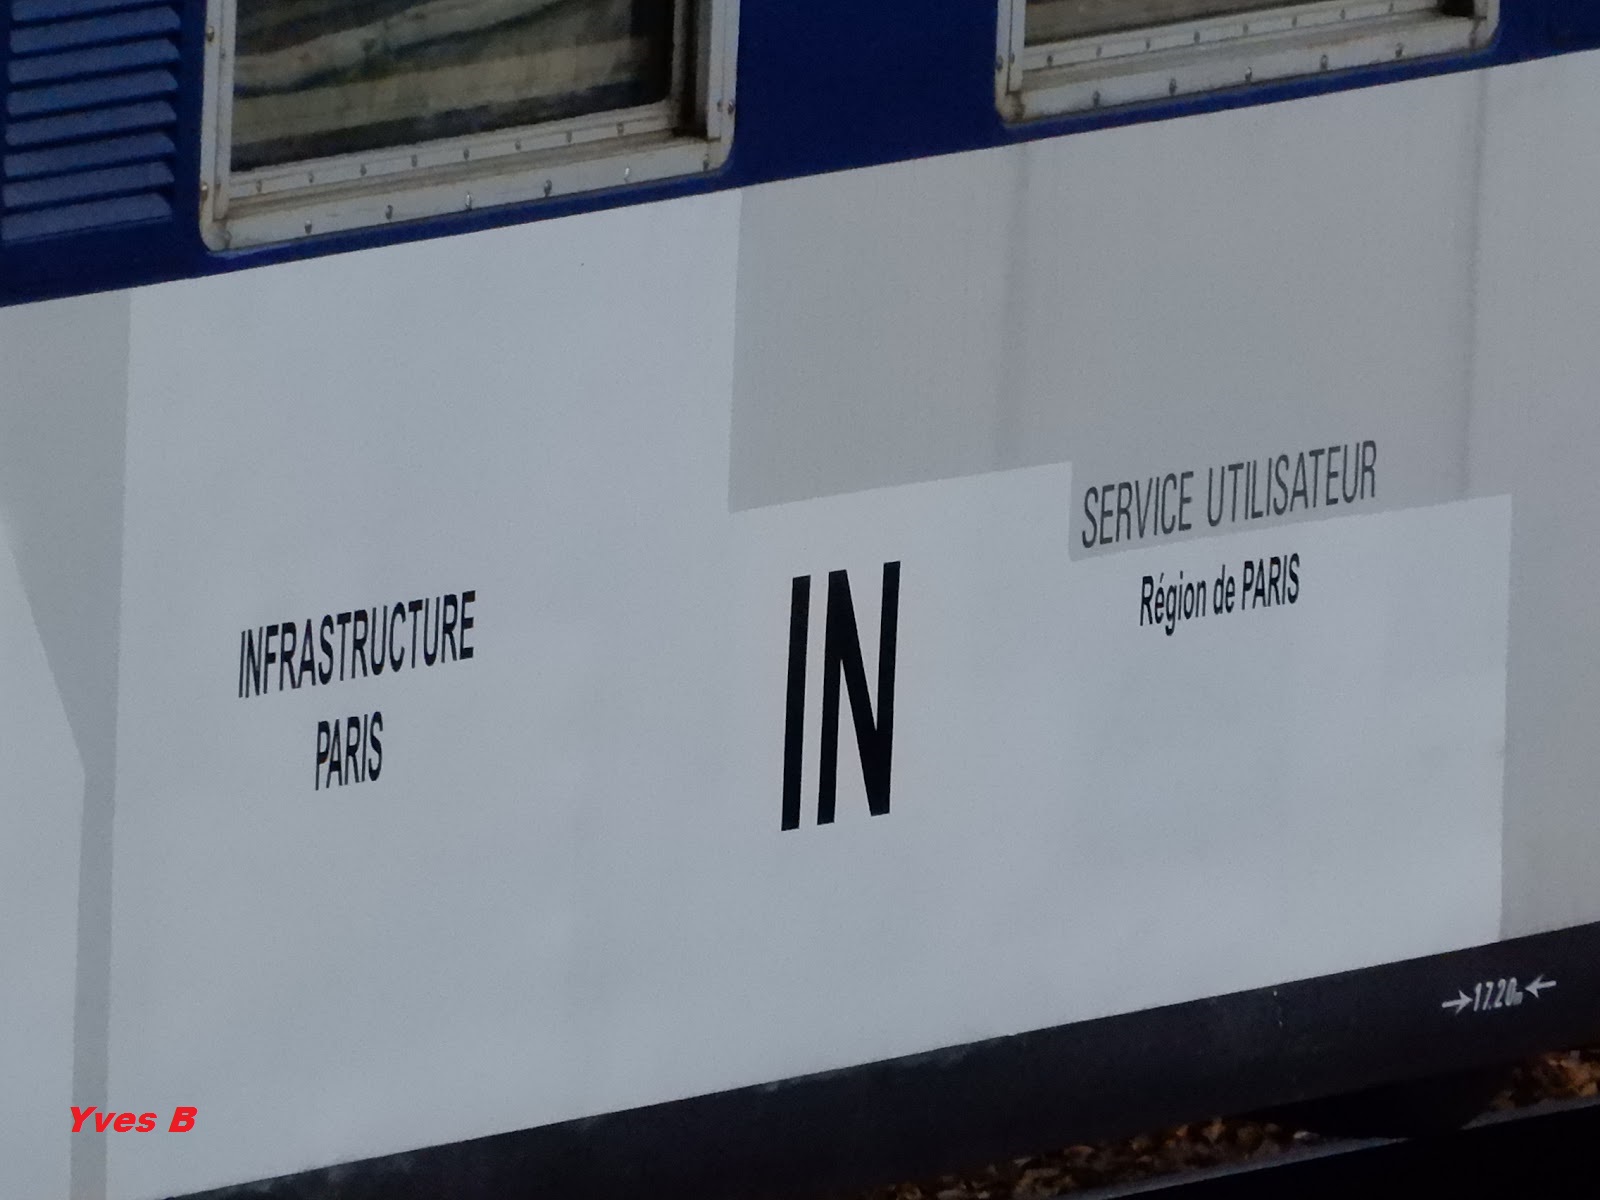 INFRASTRUCTURE
PARIS
IN
SERVICE UTILISATEUR
Région de PARIS
→17.20m←
Yves B